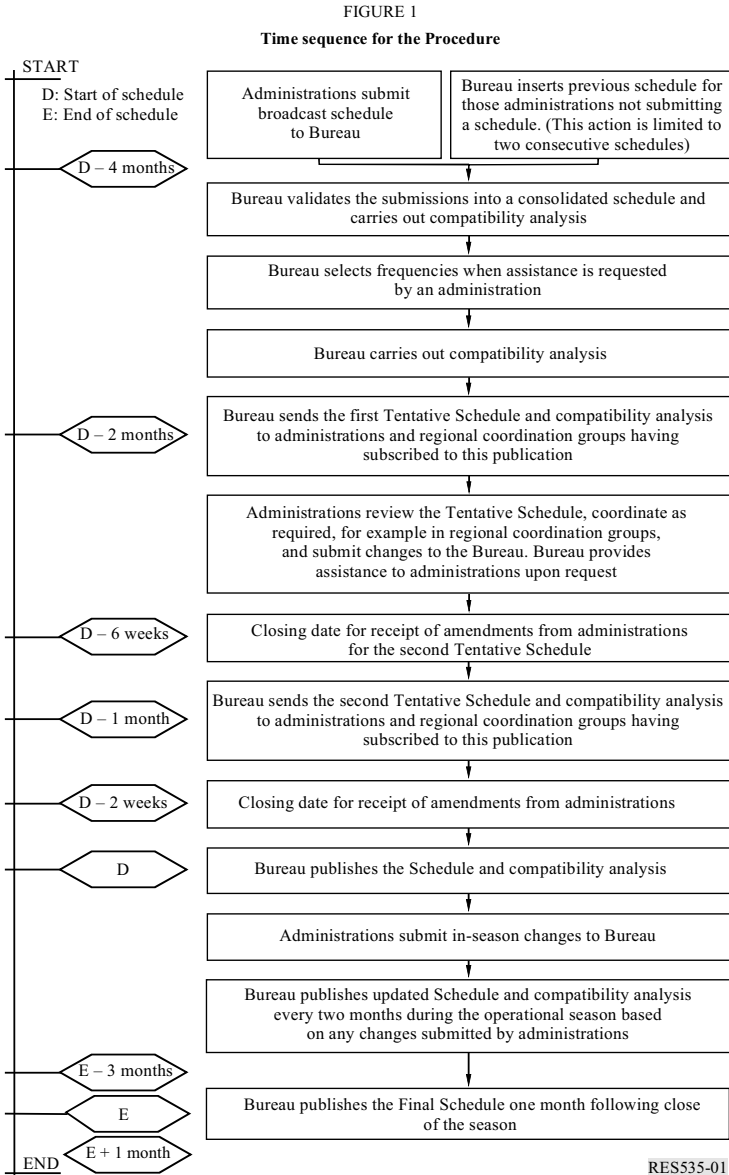 FIGURE 1
Time sequence for the Procedure
START
D: Start of schedule
E: End of schedule
Administrations submit
broadcast schedule
to Bureau
Bureau inserts previous schedule for
those administrations not submitting
a schedule. (This action is limited to
two consecutive schedules)
D – 4 months
Bureau validates the submissions into a consolidated schedule and
carries out compatibility analysis
Bureau selects frequencies when assistance is requested
by an administration
Bureau carries out compatibility analysis
D – 2 months
Bureau sends the first Tentative Schedule and compatibility analysis
to administrations and regional coordination groups having
subscribed to this publication
Administrations review the Tentative Schedule, coordinate as
required, for example in regional coordination groups,
and submit changes to the Bureau. Bureau provides
assistance to administrations upon request
D – 6 weeks
Closing date for receipt of amendments from administrations
for the second Tentative Schedule
D – 1 month
Bureau sends the second Tentative Schedule and compatibility analysis
to administrations and regional coordination groups having
subscribed to this publication
D – 2 weeks
Closing date for receipt of amendments from administrations
D
Bureau publishes the Schedule and compatibility analysis
Administrations submit in-season changes to Bureau
Bureau publishes updated Schedule and compatibility analysis
every two months during the operational season based
on any changes submitted by administrations
E – 3 months
E
Bureau publishes the Final Schedule one month following close
of the season
E + 1 month
END
RES535-01